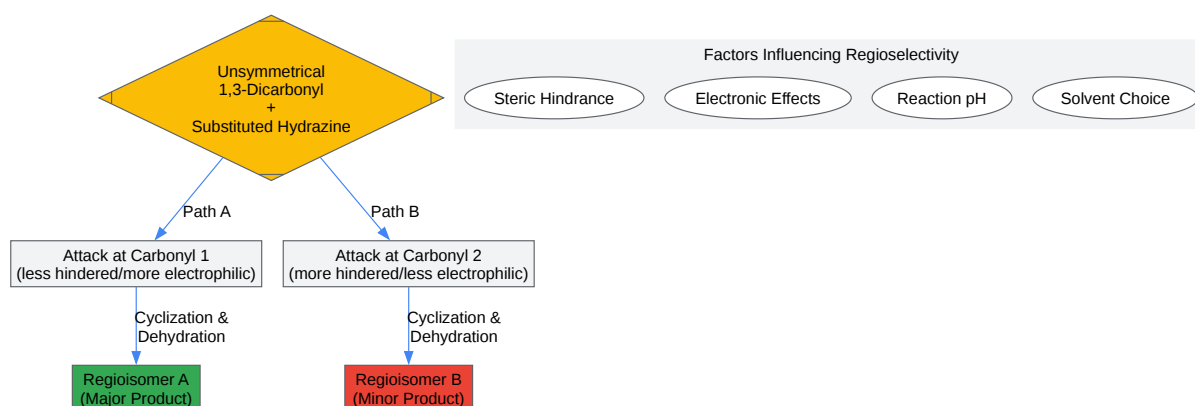 Unsymmetrical
1,3-Dicarbonyl
+
Substituted Hydrazine
Factors Influencing Regioselectivity
Steric Hindrance
Electronic Effects
Reaction pH
Solvent Choice
Path A
Path B
Attack at Carbonyl 1
(less hindered/more electrophilic)
Attack at Carbonyl 2
(more hindered/less electrophilic)
Cyclization &
Dehydration
Cyclization &
Dehydration
Regioisomer A
(Major Product)
Regioisomer B
(Minor Product)